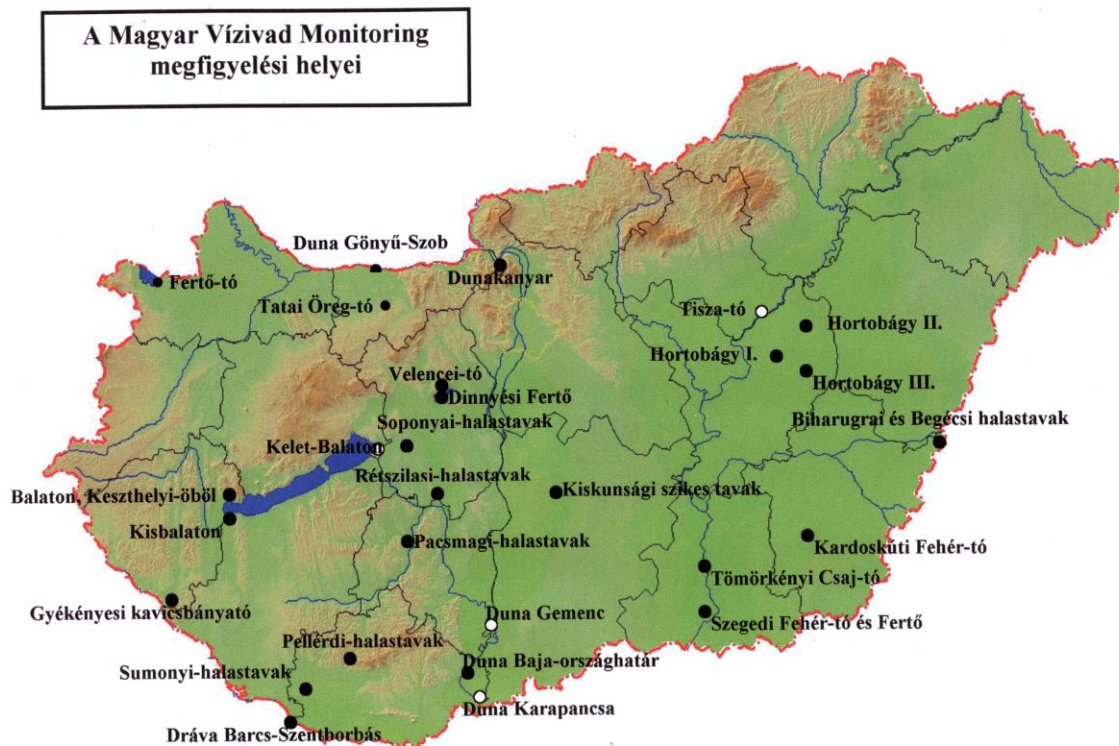 A Magyar Vízivad Monitoring
megfigyelési helyei
Duna Gönyű-Szob
Dunakanyar
Fertő-tó
Tatai Öreg-tó
Tisza-tó
Hortobágy II.
Hortobágy I.
Hortobágy III.
Velencei-tó
Dinnyési Fertő
Soponyai-halastavak
Biharugrai és Begécsi halastavak
Kelet-Balaton
Rétszilasi-halastavak
Balaton, Keszthelyi-öböl
Kiskunsági szikes tavak
Kisbalaton
Pacsmagi-halastavak
Kardoskúti Fehér-tó
Tömörkényi Csaj-tó
Gyékényesi kavicsbányató
Duna Gemenc
Szegedi Fehér-tó és Fertő
Pellérdi-halastavak
Duna Baja-országhatár
Sumonyi-halastavak
Duna Karapancsa
Dráva Barcs-Szentborbás